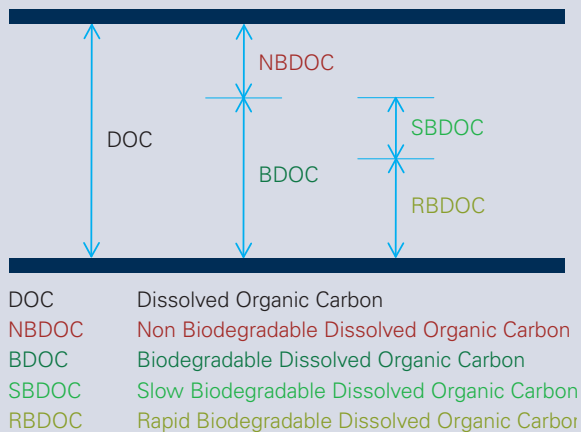 NBDOC
SBDOC
DOC
BDOC
RBDOC
DOC Dissolved Organic Carbon
NBDOC Non Biodegradable Dissolved Organic Carbon
BDOC Biodegradable Dissolved Organic Carbon
SBDOC Slow Biodegradable Dissolved Organic Carbon
RBDOC Rapid Biodegradable Dissolved Organic Carbon